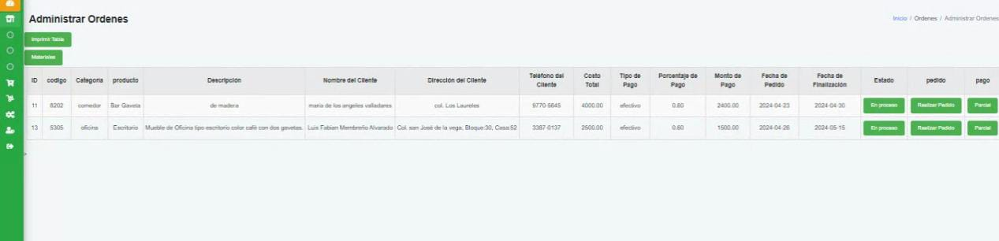 Administrar Ordenes
Inicio / Ordenes / Administrar Ordenes
Imprimir Tabla
Materiales
ID codigo Categoria producto Descripción Nombre del Cliente Dirección del Cliente Teléfono del Cliente Costo Total Tipo de Pago Porcentaje de Pago Monto de Pago Fecha de Pedido Fecha de Finalización Estado pedido pago
11 8202 comedor Bar Gaveta de madera maria de los angeles valladares col. Los Laureles 9770-5645 4000.00 efectivo 0.60 2400.00 2024-04-23 2024-04-30 En proceso Realizar Pedido Parcial
13 5305 oficina Escritorio Mueble de Oficina tipo escritorio color café con dos gavetas. Luis Fabian Membreño Alvarado Col. san José de la vega, Bloque:30, Casa:52 3387-0137 2500.00 efectivo 0.60 1500.00 2024-04-26 2024-05-15 En proceso Realizar Pedido Parcial
>